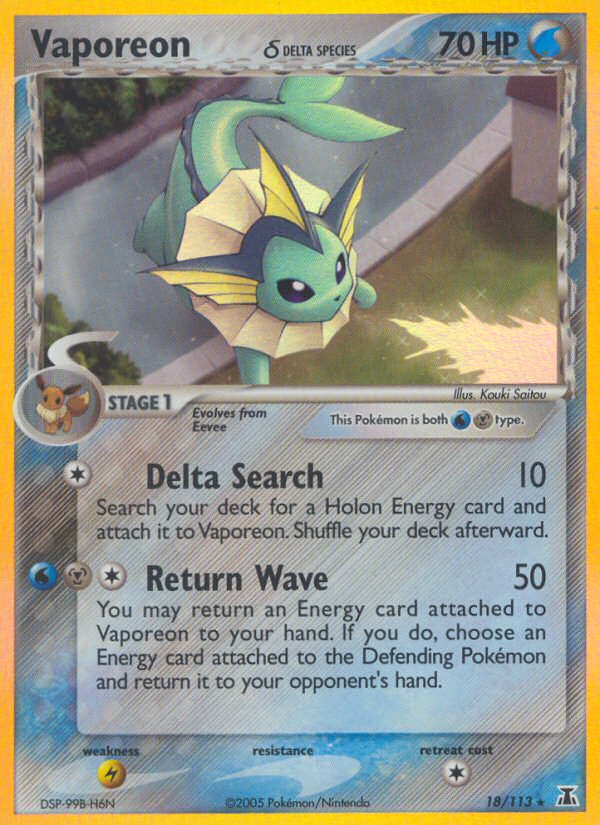 Vaporeon δ DELTA SPECIES 70 HP
Illus. Kouki Saitou
STAGE 1
Evolves from
Eevee
This Pokémon is both type.
Delta Search 10
Search your deck for a Holon Energy card and
attach it to Vaporeon. Shuffle your deck afterward.
Return Wave 50
You may return an Energy card attached to
Vaporeon to your hand. If you do, choose an
Energy card attached to the Defending Pokémon
and return it to your opponent's hand.
weakness resistance retreat cost
DSP-99B-H6N ©2005 Pokémon/Nintendo 18/113 ★